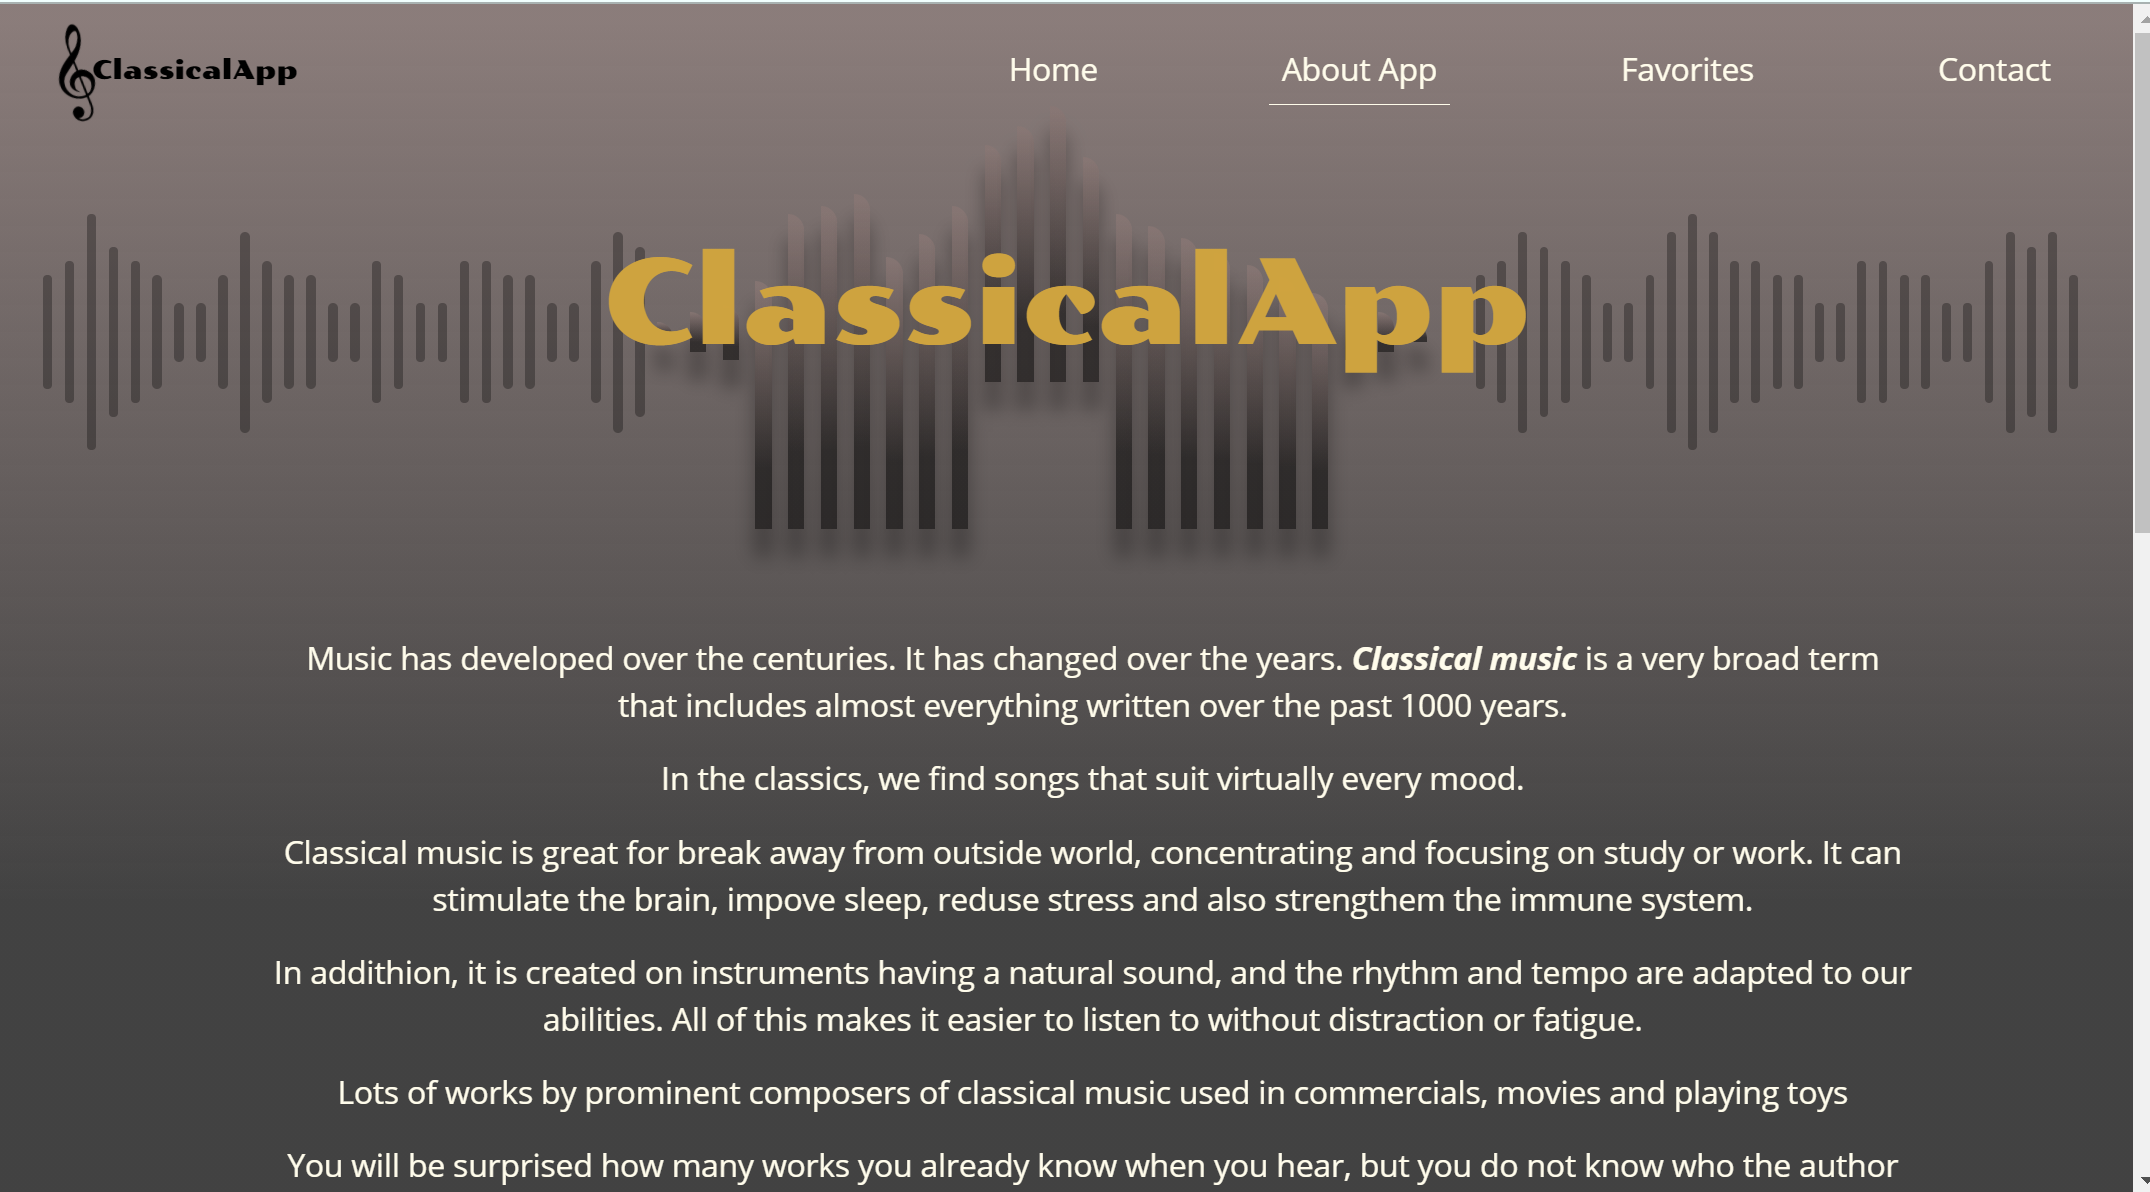 ClassicalApp
Home
About App
Favorites
Contact
ClassicalApp
Music has developed over the centuries. It has changed over the years. Classical music is a very broad term
that includes almost everything written over the past 1000 years.
In the classics, we find songs that suit virtually every mood.
Classical music is great for break away from outside world, concentrating and focusing on study or work. It can
stimulate the brain, impove sleep, reduse stress and also strengthem the immune system.
In addithion, it is created on instruments having a natural sound, and the rhythm and tempo are adapted to our
abilities. All of this makes it easier to listen to without distraction or fatigue.
Lots of works by prominent composers of classical music used in commercials, movies and playing toys
You will be surprised how many works you already know when you hear, but you do not know who the author